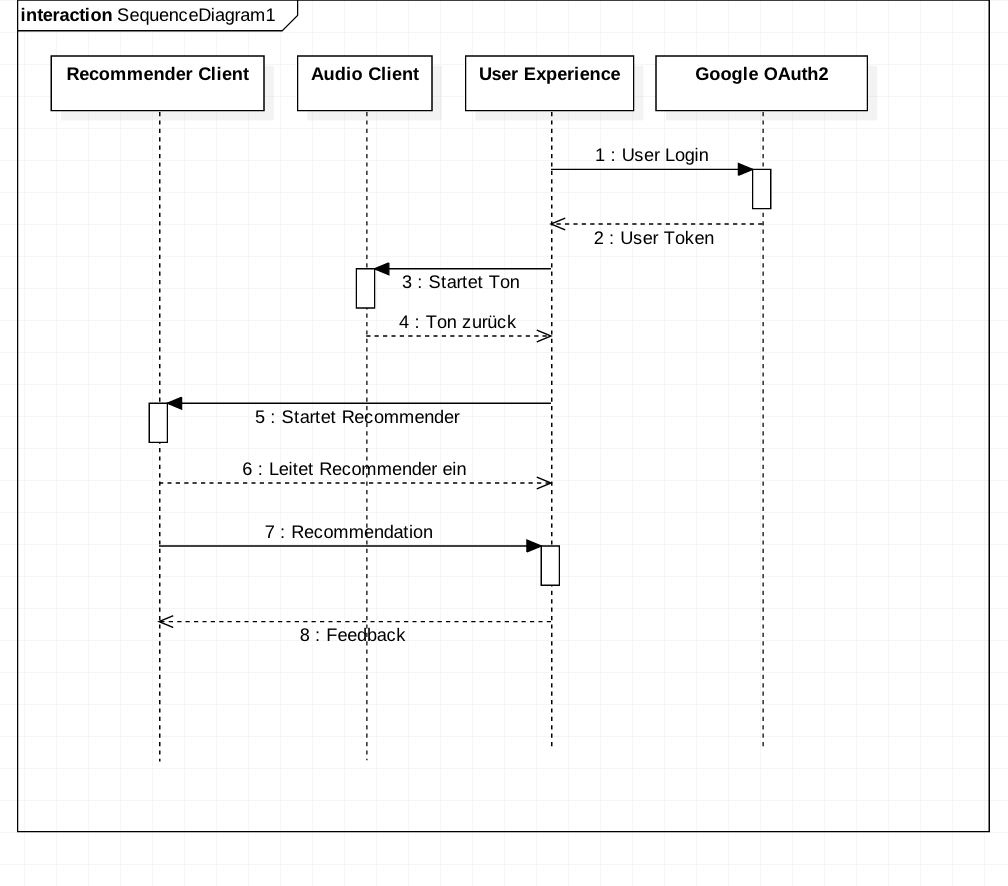 interaction SequenceDiagram1
Recommender Client
Audio Client
User Experience
Google OAuth2
1 : User Login
2 : User Token
3 : Startet Ton
4 : Ton zurück
5 : Startet Recommender
6 : Leitet Recommender ein
7 : Recommendation
8 : Feedback